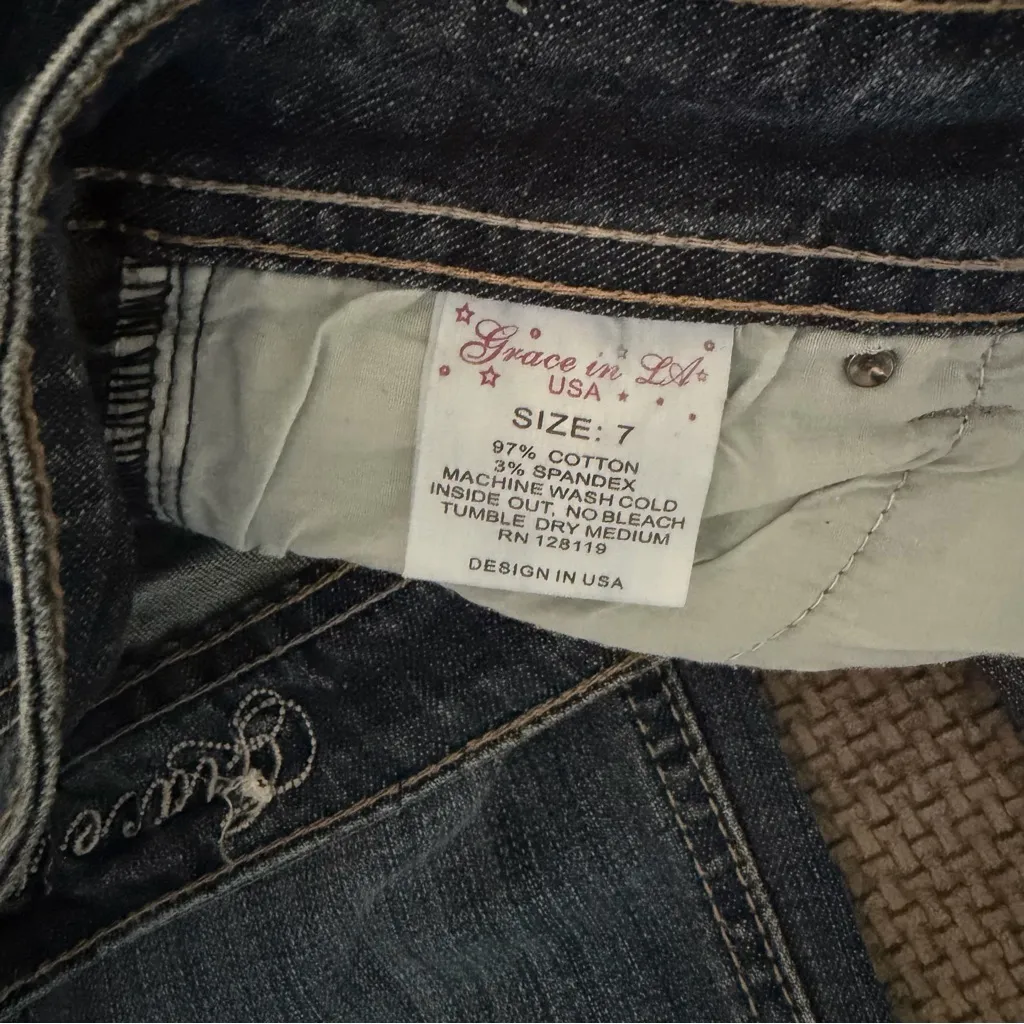 Grace in LA
USA
SIZE: 7
97% COTTON
3% SPANDEX
MACHINE WASH COLD
INSIDE OUT, NO BLEACH
TUMBLE DRY MEDIUM
RN 128119
DESIGN IN USA
Grace